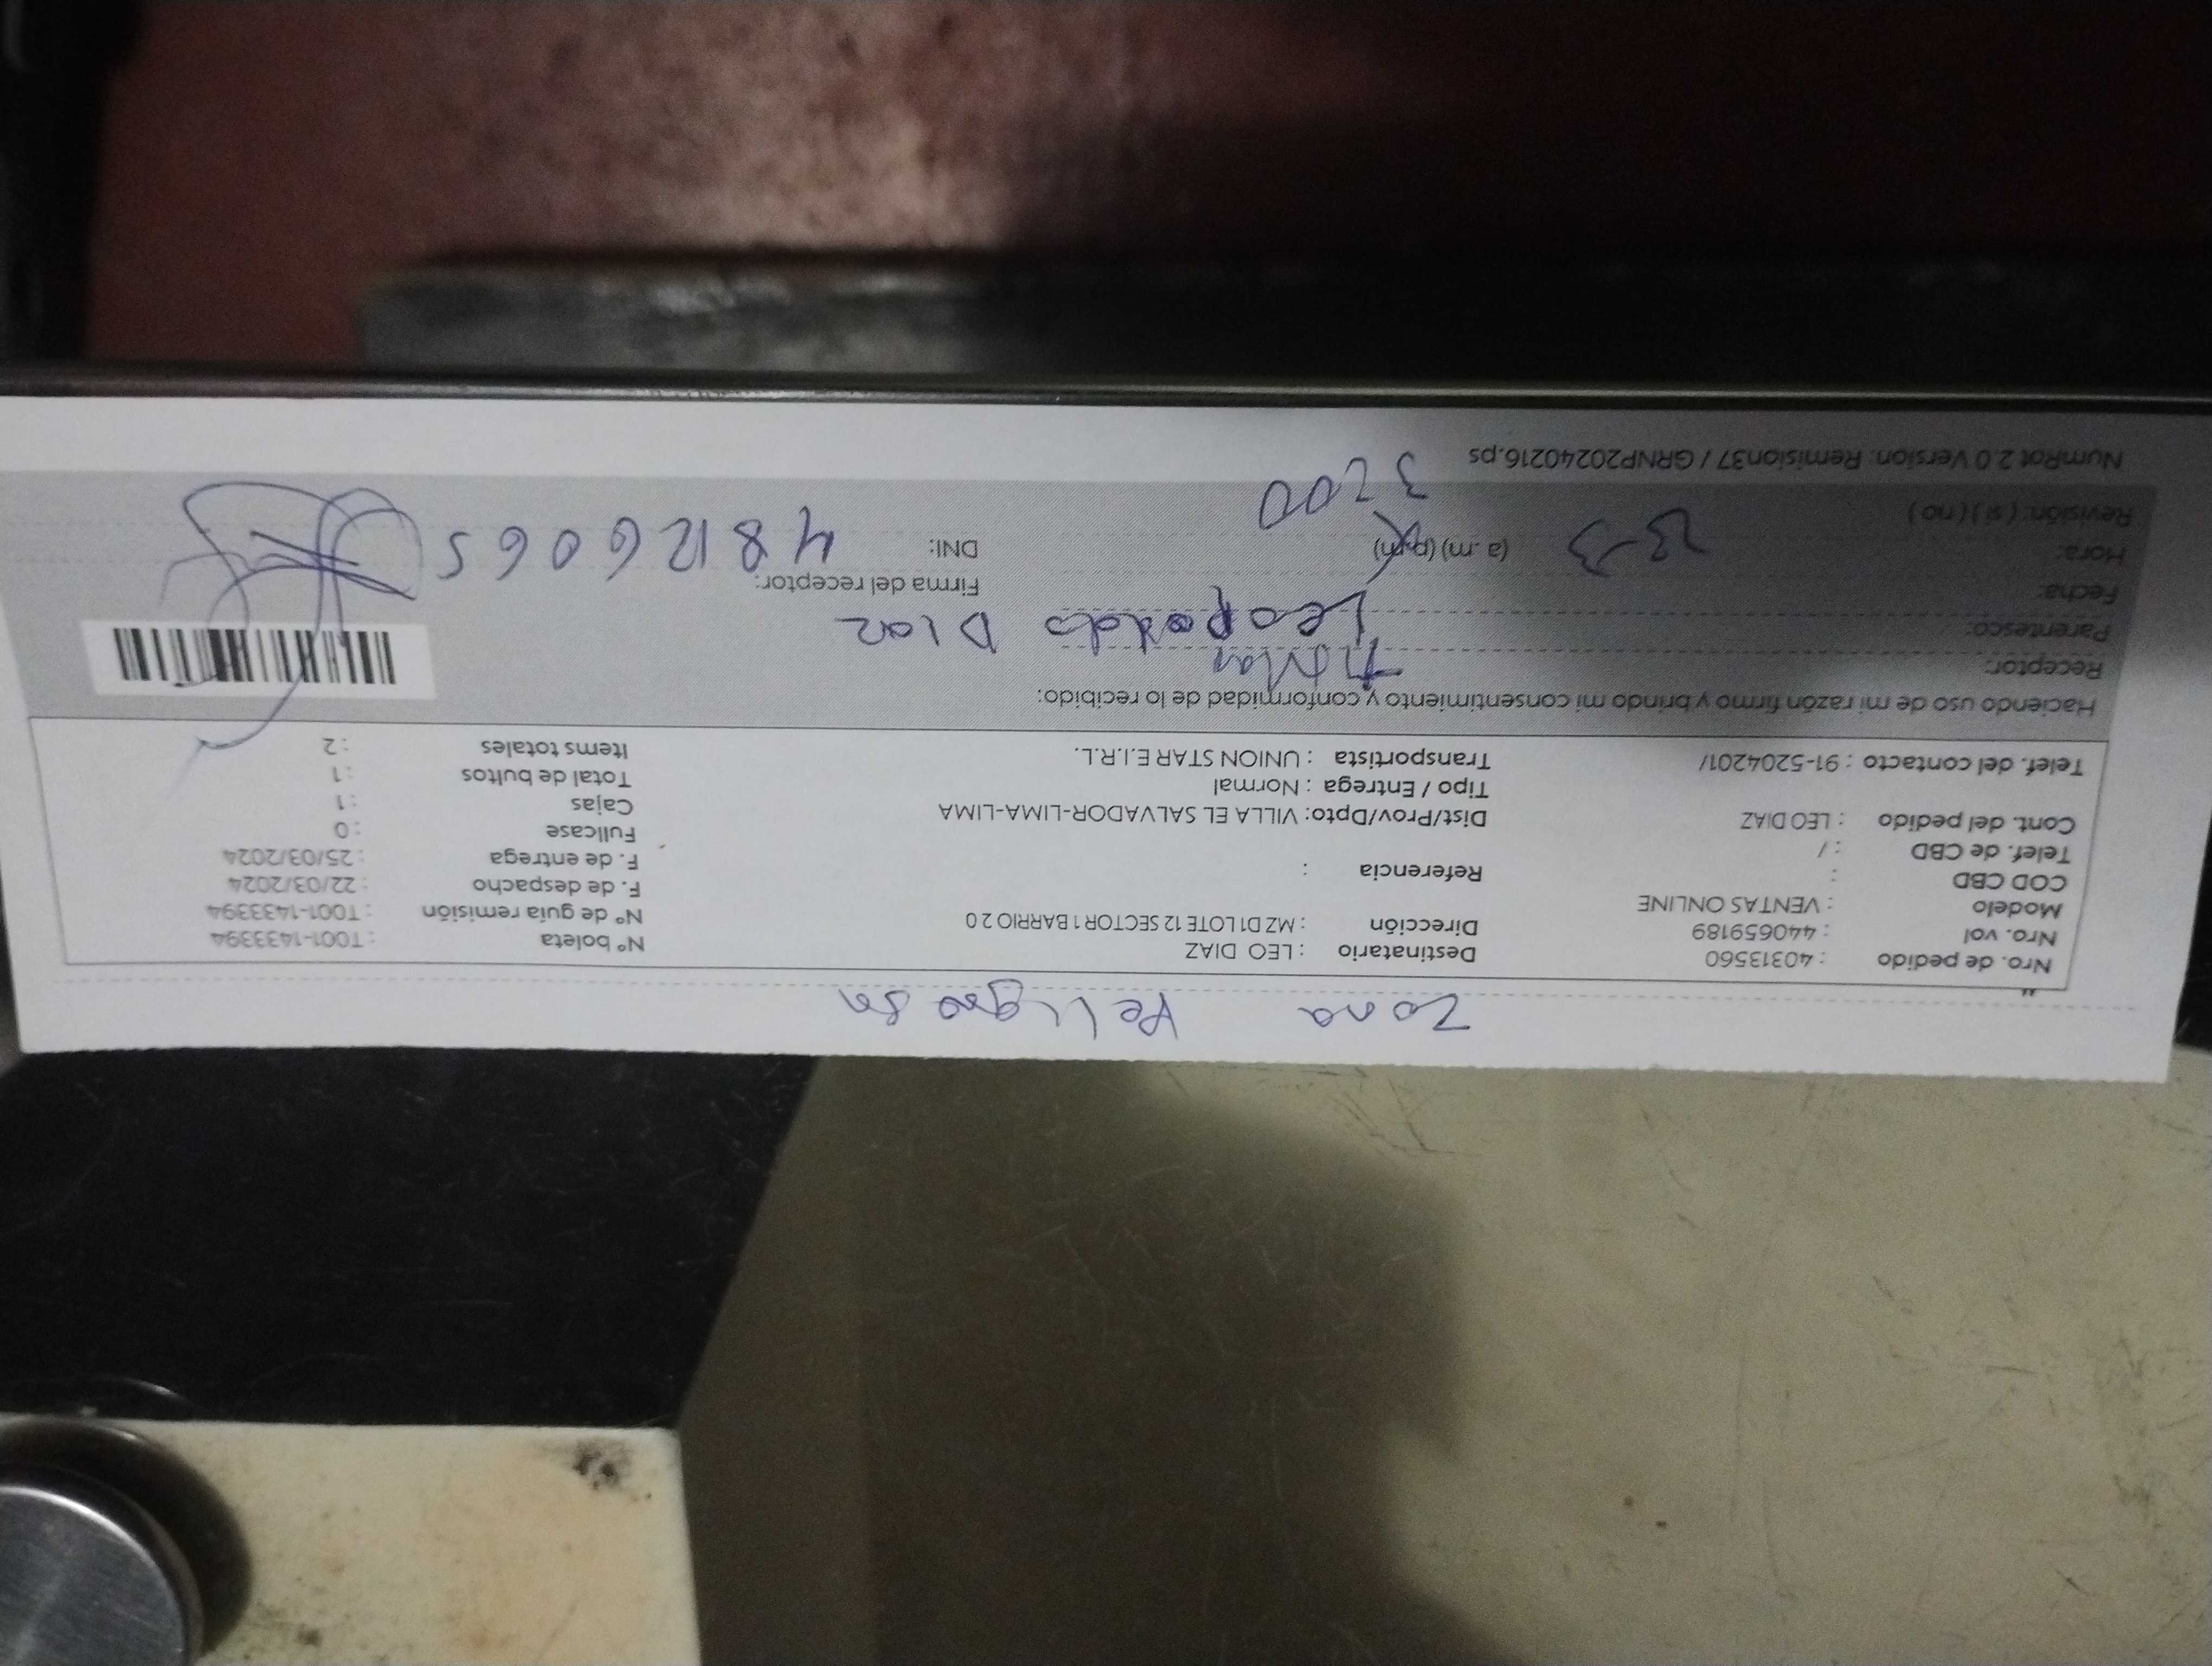 Zona Peligrosa
Nro. de pedido : 40313560 Destinatario : LEO DIAZ N° boleta : T001-1433394
Nro. vol : 440659189 Dirección : MZ D1 LOTE 12 SECTOR 1 BARRIO 2 0 N° de guía remisión : T001-1433394
Modelo : VENTAS ONLINE F. de despacho : 22/03/2024
COD CBD : Referencia : F. de entrega : 25/03/2024
Telef. de CBD : / Fullcase : 0
Cont. del pedido : LEO DIAZ Dist/Prov/Dpto: VILLA EL SALVADOR-LIMA-LIMA Cajas : 1
Tipo / Entrega : Normal Total de bultos : 1
Telef. del contacto : 91-5204201/ Transportista : UNION STAR E.I.R.L. Items totales : 2
Haciendo uso de mi razón firmo y brindo mi consentimiento y conformidad de lo recibido:
Receptor:
Parentesco: Leopoldo Diaz
Fecha: Firma del receptor:
Hora: 23-3 (a.m) (p.m) DNI: 48126065
Revisión: ( si ) ( no ) 3200
NumRot 2.0 Version: Remision37 / GRNP20240216.ps